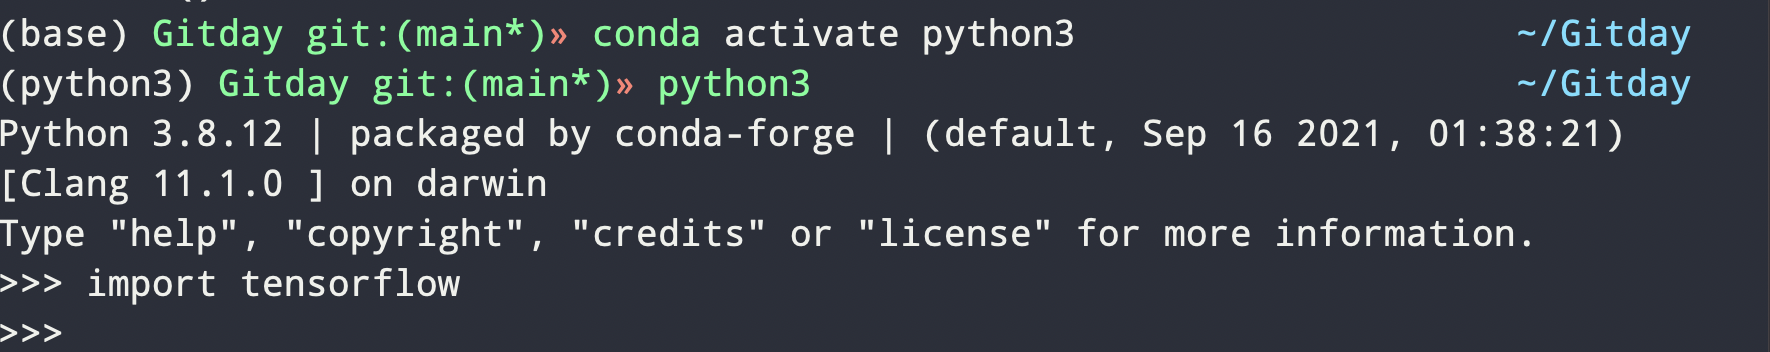 (base) Gitday git:(main*)» conda activate python3 ~/Gitday
(python3) Gitday git:(main*)» python3 ~/Gitday
Python 3.8.12 | packaged by conda-forge | (default, Sep 16 2021, 01:38:21)
[Clang 11.1.0 ] on darwin
Type "help", "copyright", "credits" or "license" for more information.
>>> import tensorflow
>>>